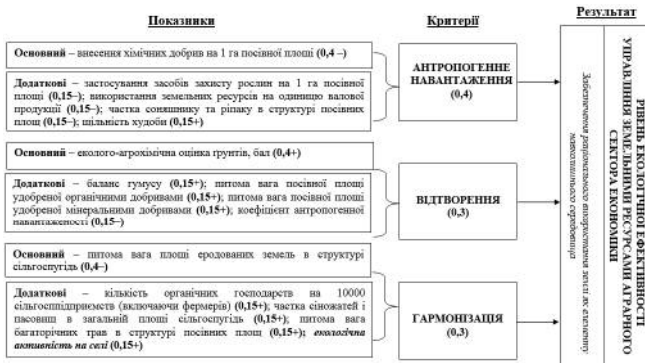 Показники
Критерії
Результат
Основний – внесення хімічних добрив на 1 га посівної площі (0,4 –)
Додаткові – застосування засобів захисту рослин на 1 га посівної
площі (0,15–); використання земельних ресурсів на одиницю валової
продукції (0,15–); частка соняшнику та ріпаку в структурі посівних
площ (0,15–); щільність худоби (0,15+)
АНТРОПОГЕННЕ
НАВАНТАЖЕННЯ
(0,4)
Основний – еколого-агрохімічна оцінка ґрунтів, бал (0,4+)
Додаткові – баланс гумусу (0,15+); питома вага посівної площі
удобреної органічними добривами (0,15+); питома вага посівної площі
удобреної мінеральними добривами (0,15+); коефіцієнт антропогенної
навантаженості (0,15–)
ВІДТВОРЕННЯ
(0,3)
Основний – питома вага площі еродованих земель в структурі
сільгоспугідь (0,4–)
Додаткові – кількість органічних господарств на 10000
сільгосппідприємств (включаючи фермерів) (0,15+); частка сіножатей і
пасовищ в загальній площі сільгоспугідь (0,15+); питома вага
багаторічних трав в структурі посівних площ (0,15+); екологічна
активність на селі (0,15+)
ГАРМОНІЗАЦІЯ
(0,3)
Забезпечення раціонального використання землі як елементу
навколишнього середовища
РІВЕНЬ ЕКОЛОГІЧНОЇ ЕФЕКТИВНОСТІ
УПРАВЛІННЯ ЗЕМЕЛЬНИМИ РЕСУРСАМИ АГРАРНОГО
СЕКТОРА ЕКОНОМІКИ